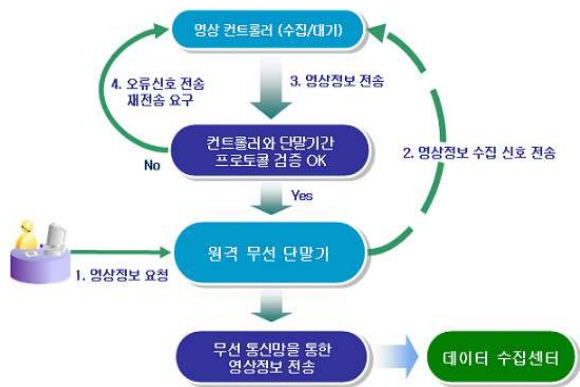 영상 컨트롤러 (수집/대기)
4. 오류신호 전송
재전송 요구
3. 영상정보 전송
컨트롤러와 단말기간
프로토콜 검증 OK
No
2. 영상정보 수집 신호 전송
Yes
원격 무선 단말기
1. 영상정보 요청
무선 통신망을 통한
영상정보 전송
데이터 수집센터